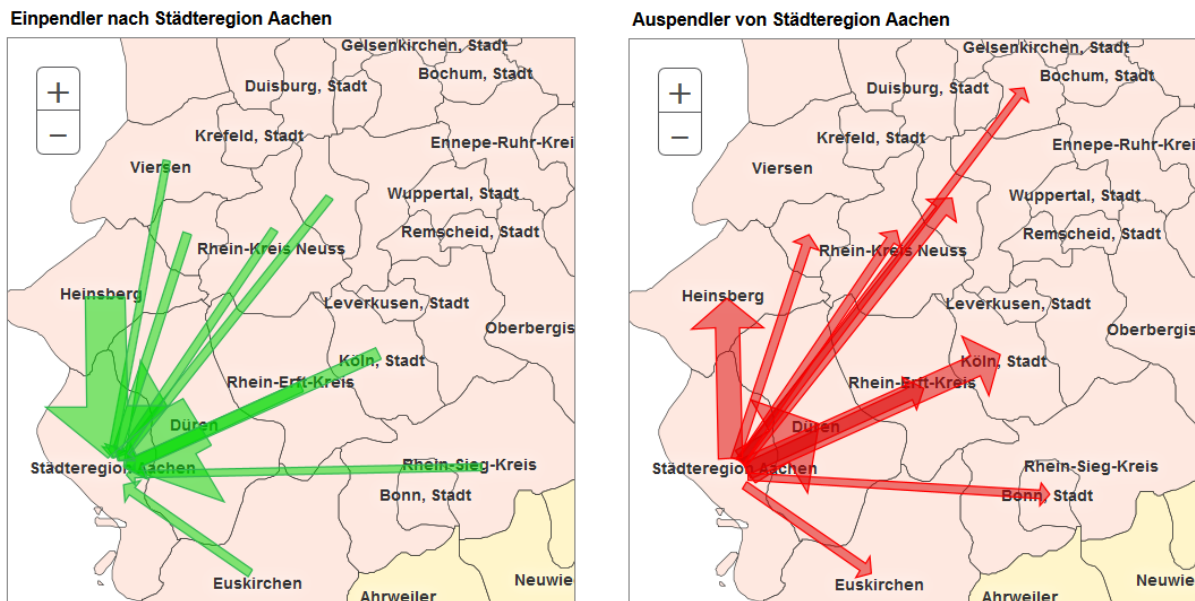 Einpendler nach Städteregion Aachen
+
−
Gelsenkirchen, Stadt
Bochum, Stadt
Duisburg, Stadt
Krefeld, Stadt
Ennepe-Ruhr-Krei
Viersen
Wuppertal, Stadt
Remscheid, Stadt
Rhein-Kreis Neuss
Heinsberg
Leverkusen, Stadt
Oberbergis
Köln, Stadt
Rhein-Erft-Kreis
Düren
Städteregion Aachen
Rhein-Sieg-Kreis
Bonn, Stadt
Euskirchen
Neuwie
Ahrweiler
Auspendler von Städteregion Aachen
+
−
Gelsenkirchen, Stadt
Bochum, Stadt
Duisburg, Stadt
Krefeld, Stadt
Ennepe-Ruhr-Krei
Viersen
Wuppertal, Stadt
Remscheid, Stadt
Rhein-Kreis Neuss
Heinsberg
Leverkusen, Stadt
Oberbergis
Köln, Stadt
Rhein-Erft-Kreis
Düren
Städteregion Aachen
Rhein-Sieg-Kreis
Bonn, Stadt
Euskirchen
Neuwie
Ahrweiler